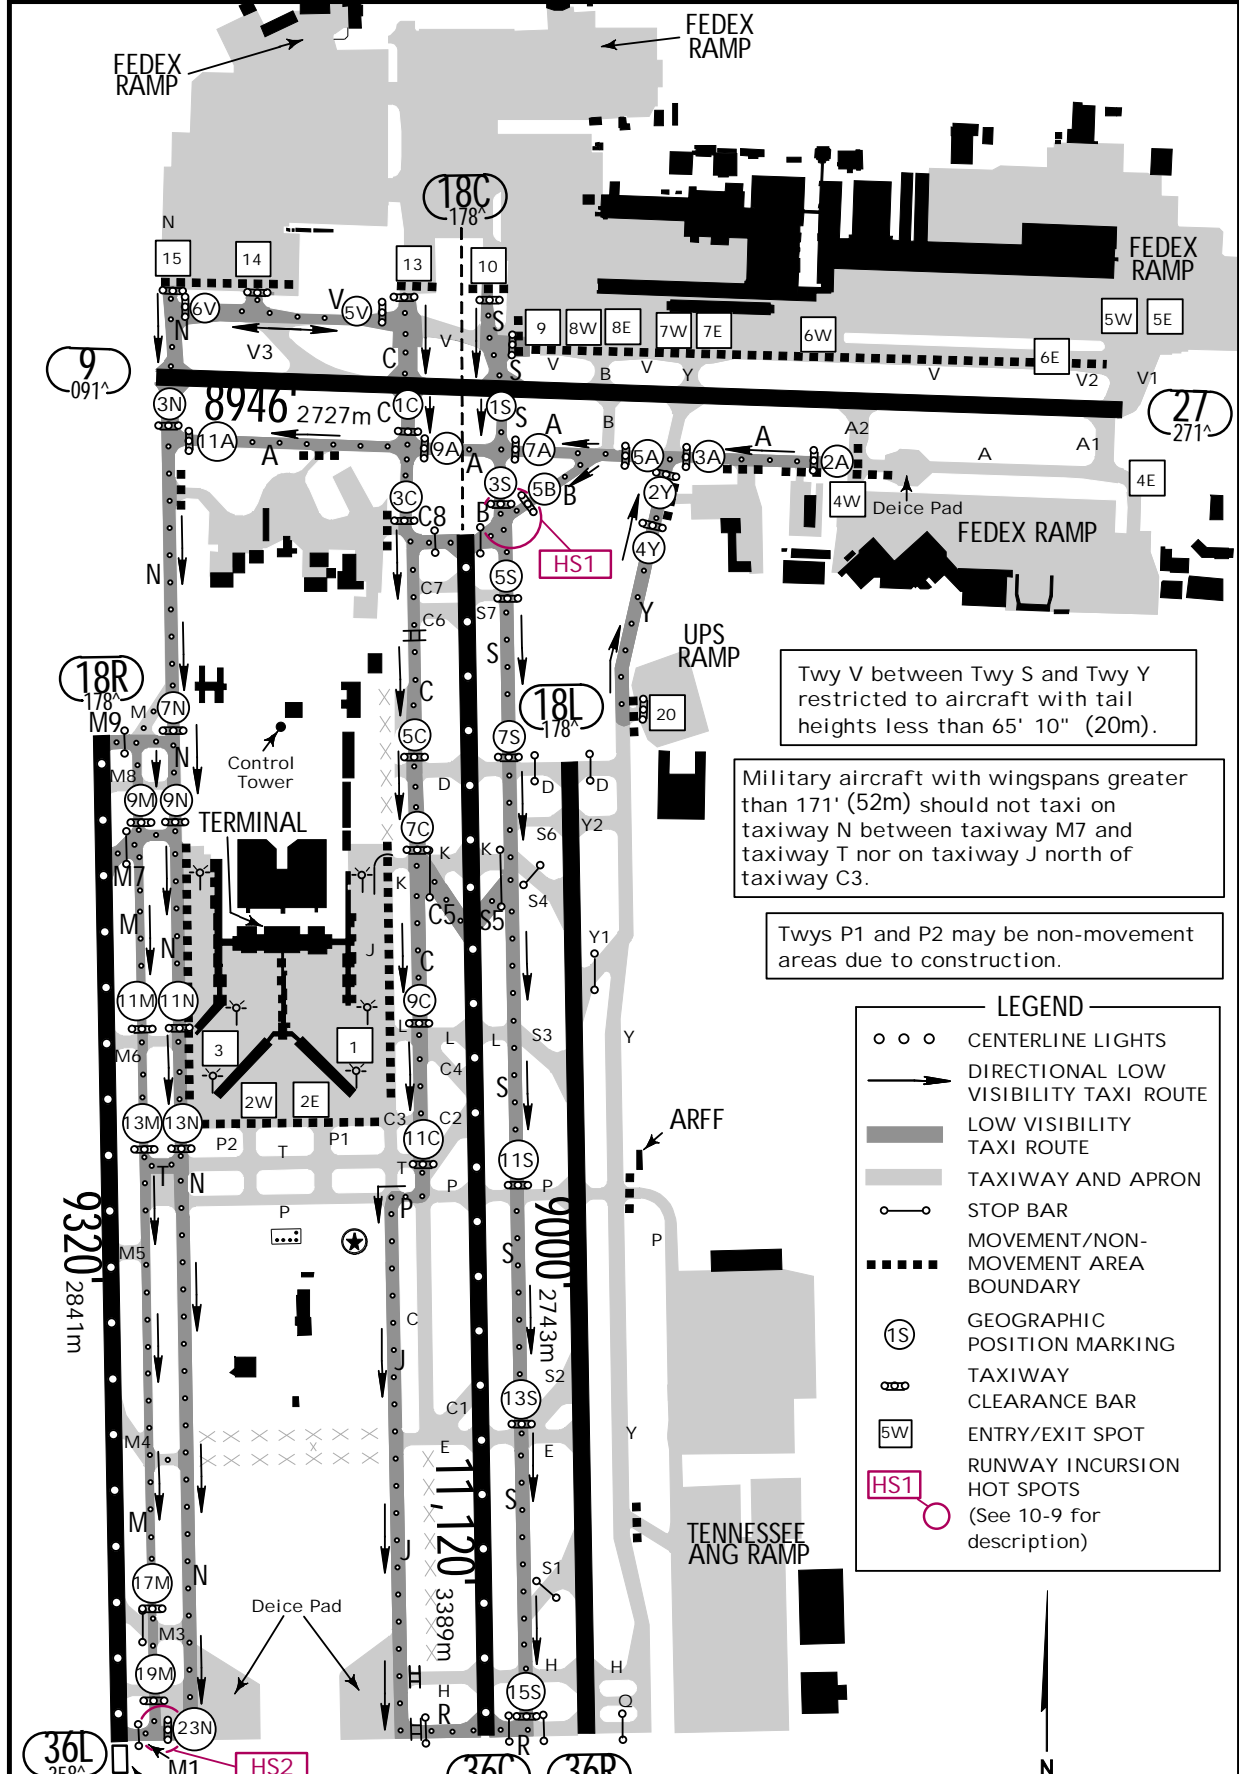 FEDEX
RAMP
FEDEX
RAMP
18C
178^
N
15
14
13
10
FEDEX
RAMP
6V
V
5V
S
9
8W
8E
7W
7E
6W
5W
5E
6E
N
V3
C
V
S
V
B
V
Y
V
V2
V1
9
091^
3N
8946'
2727m
1C
C
1S
S
B
A2
A1
27
271^
11A
A
9A
A
7A
A
5A
3A
A
2A
A
4E
3C
C8
3S
5B
B
B
2Y
4W
Deice Pad
FEDEX RAMP
HS1
4Y
N
5S
C7
C6
S7
Y
S
UPS
RAMP
18R
178^
M9
M
7N
C
18L
178^
20
Twy V between Twy S and Twy Y
restricted to aircraft with tail
heights less than 65' 10" (20m).
Control
Tower
N
5C
7S
M8
D
D
D
9M
9N
TERMINAL
7C
S6
Y2
Military aircraft with wingspans greater
than 171' (52m) should not taxi on
taxiway N between taxiway M7 and
taxiway T nor on taxiway J north of
taxiway C3.
M7
K
K
K
C5
S5
S4
M
N
J
C
Y1
Twys P1 and P2 may be non-movement
areas due to construction.
11M
11N
9C
L
L
L
S3
Y
M6
3
1
C4
2W
2E
S
13M
13N
P2
T
P1
C3
C2
11C
ARFF
T
N
T
11S
P
P
P
P
P
9320'
2841m
M5
S
9000'
2743m
C
J
S2
13S
C1
M4
E
E
Y
11,120'
3389m
M
J
S
TENNESSEE
ANG RAMP
17M
N
S1
M3
Deice Pad
19M
H
H
H
15S
Q
23N
R
R
36L
M1
HS2
36C
36R
LEGEND
CENTERLINE LIGHTS
DIRECTIONAL LOW
VISIBILITY TAXI ROUTE
LOW VISIBILITY
TAXI ROUTE
TAXIWAY AND APRON
STOP BAR
MOVEMENT/NON-
MOVEMENT AREA
BOUNDARY
1S
GEOGRAPHIC
POSITION MARKING
TAXIWAY
CLEARANCE BAR
5W
ENTRY/EXIT SPOT
HS1
RUNWAY INCURSION
HOT SPOTS
(See 10-9 for
description)
N